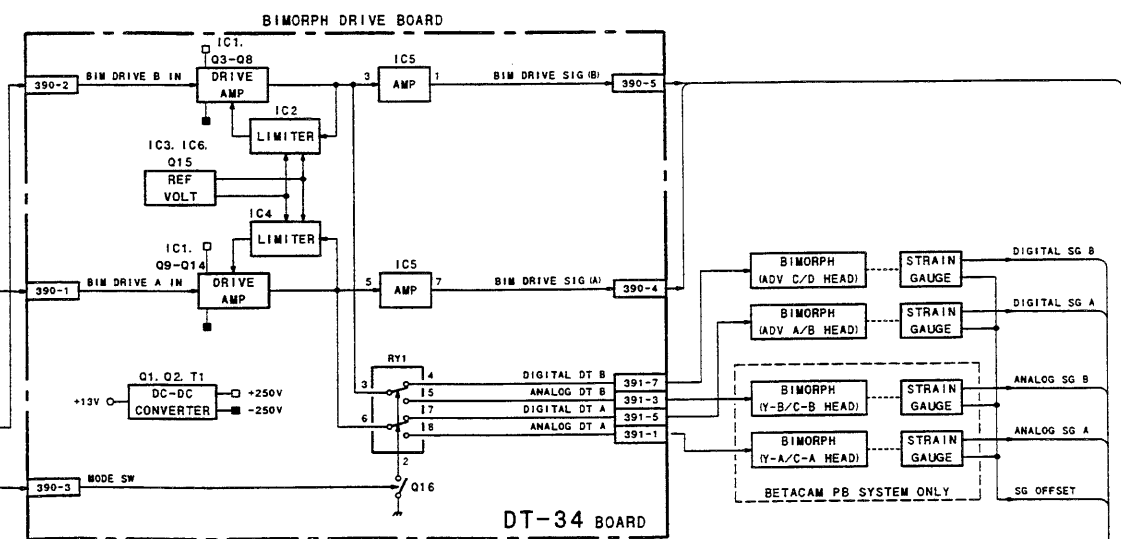 BIMORPH DRIVE BOARD
IC1.
Q3-Q8
DRIVE
AMP
390-2
BIM DRIVE B IN
IC5
3
AMP
1
BIM DRIVE SIG (B)
390-5
IC2
LIMITER
IC3. IC6.
Q15
REF
VOLT
IC4
LIMITER
IC1.
Q9-Q14
DRIVE
AMP
390-1
BIM DRIVE A IN
IC5
5
AMP
7
BIM DRIVE SIG (A)
390-4
Q1. Q2. T1
DC-DC
CONVERTER
+13V
+250V
-250V
RY1
3
4
5
6
7
8
2
DIGITAL DT B
391-7
ANALOG DT B
391-3
DIGITAL DT A
391-5
ANALOG DT A
391-1
390-3
MODE SW
Q16
DT-34 BOARD
BIMORPH
(ADV C/D HEAD)
STRAIN
GAUGE
DIGITAL SG B
BIMORPH
(ADV A/B HEAD)
STRAIN
GAUGE
DIGITAL SG A
BIMORPH
(Y-B/C-B HEAD)
STRAIN
GAUGE
ANALOG SG B
BIMORPH
(Y-A/C-A HEAD)
STRAIN
GAUGE
ANALOG SG A
BETACAM PB SYSTEM ONLY
SG OFFSET